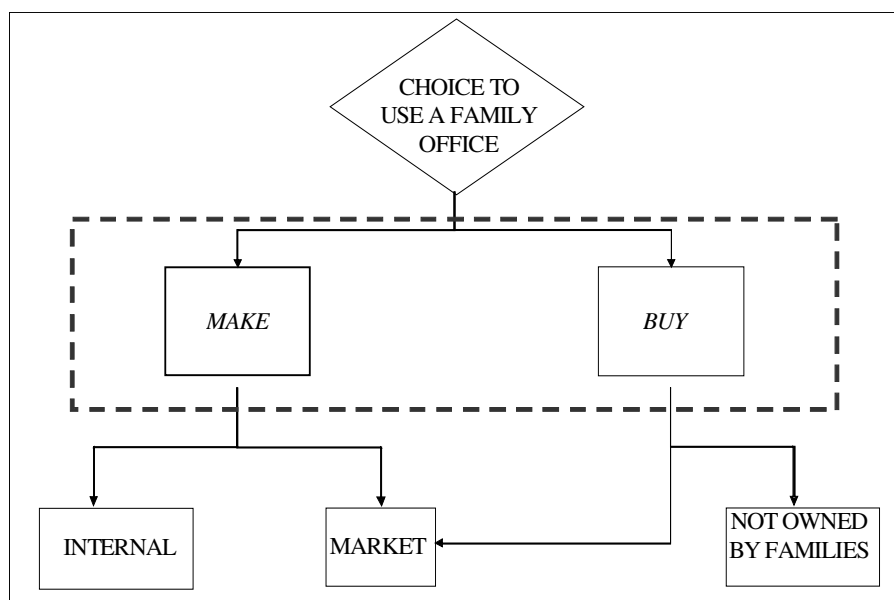 CHOICE TO
USE A FAMILY
OFFICE
MAKE
BUY
INTERNAL
MARKET
NOT OWNED
BY FAMILIES